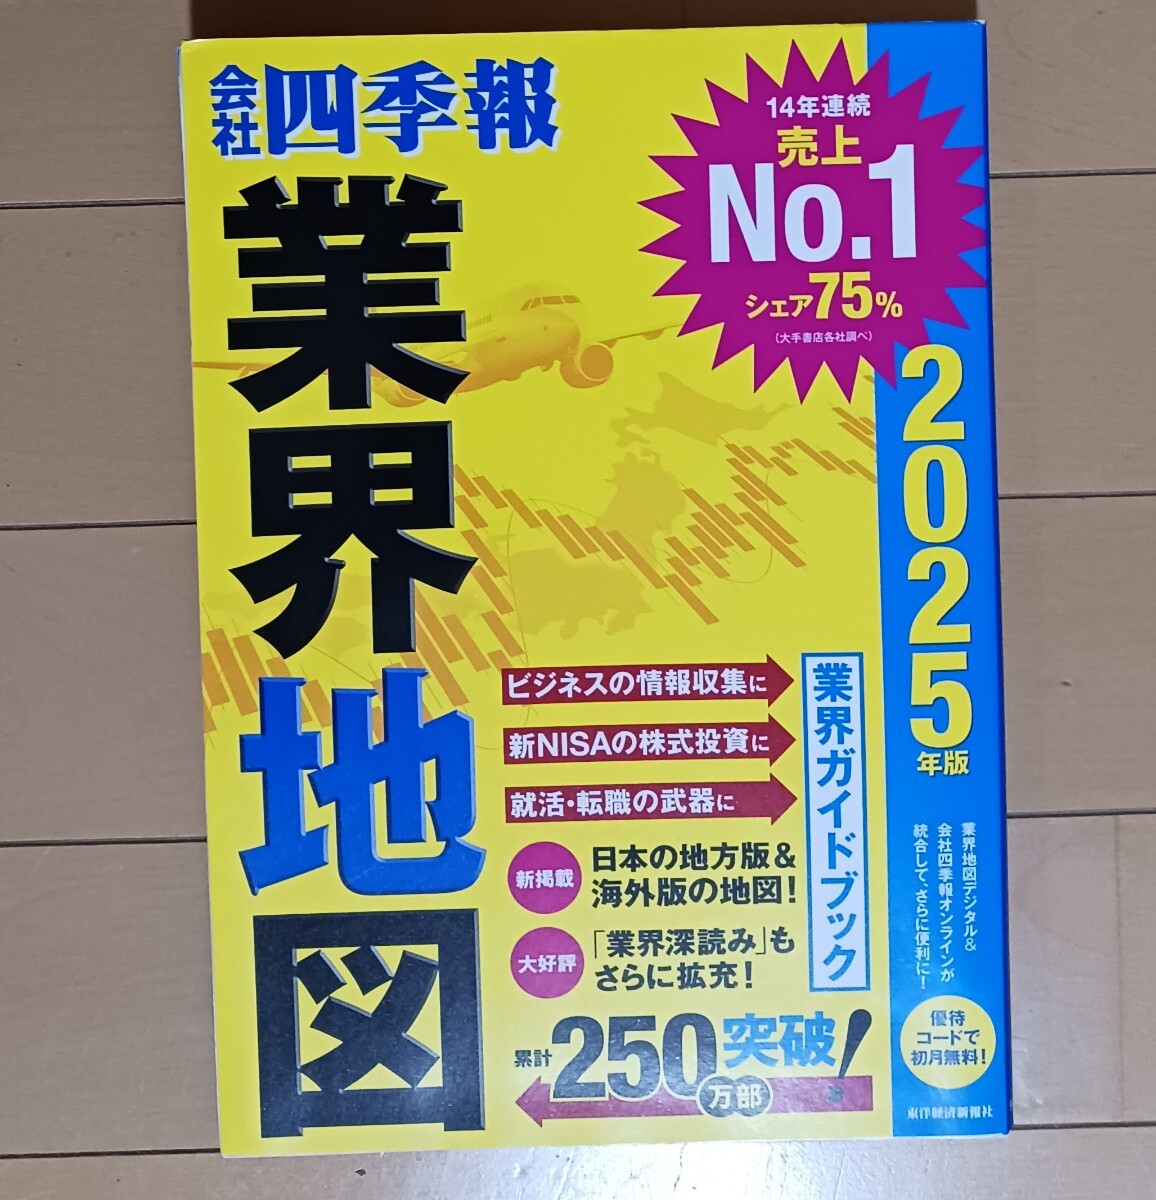 会社四季報
業界地図
14年連続
売上
No.1
シェア75%
(大手書店各社調べ)
2025年版
ビジネスの情報収集に
新NISAの株式投資に
就活・転職の武器に
業界ガイドブック
新掲載
日本の地方版&
海外版の地図!
大好評
「業界深読み」も
さらに拡充!
累計250万部突破!
業界地図デジタル&
会社四季報オンラインが
統合して、さらに便利に!
優待
コードで
初月無料!
東洋経済新報社